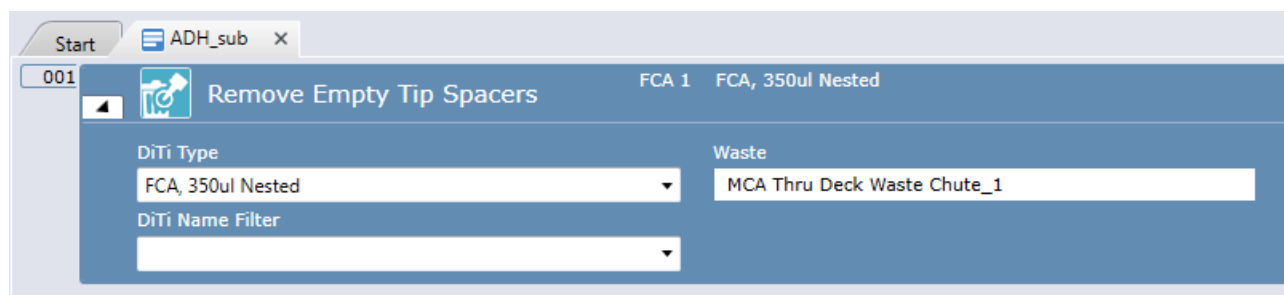 Start
ADH_sub ×
001
Remove Empty Tip Spacers
FCA 1 FCA, 350ul Nested
DiTi Type
FCA, 350ul Nested
Waste
MCA Thru Deck Waste Chute_1
DiTi Name Filter